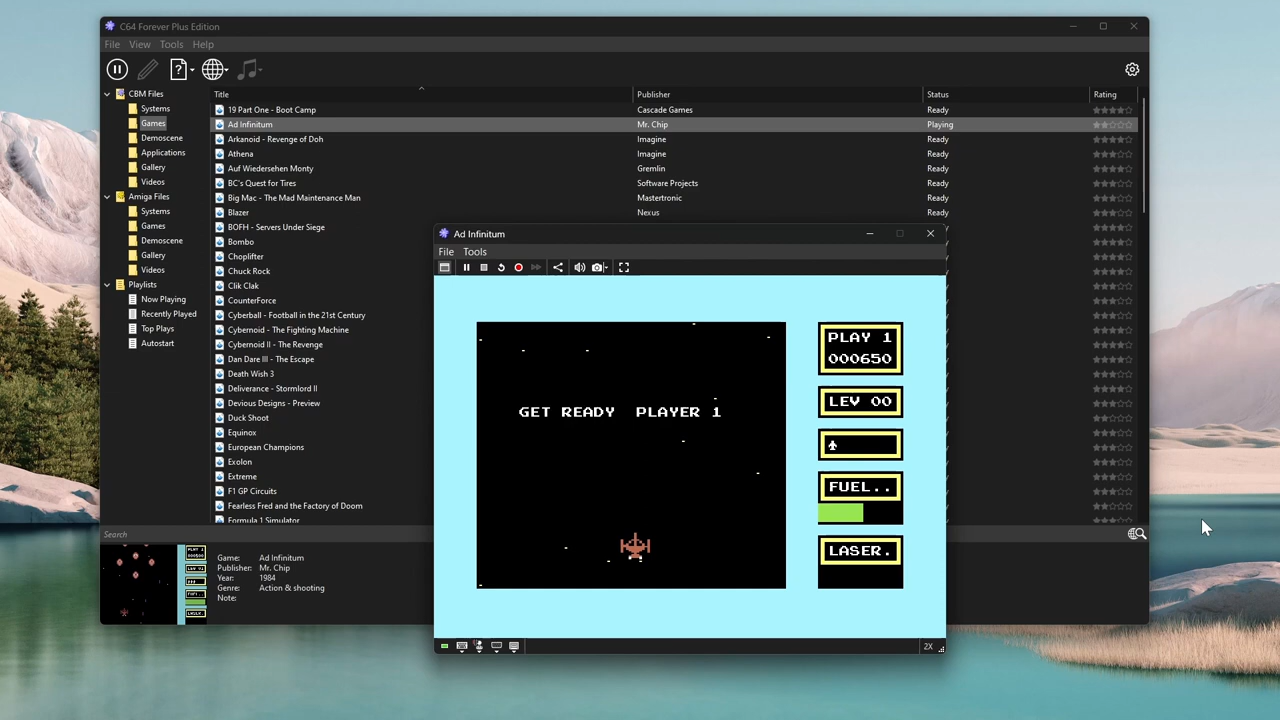 C64 Forever Plus Edition
File View Tools Help
CBM Files
Systems
Games
Demoscene
Applications
Gallery
Videos
Amiga Files
Systems
Games
Demoscene
Gallery
Videos
Playlists
Now Playing
Recently Played
Top Plays
Autostart
Title Publisher Status Rating
19 Part One - Boot Camp Cascade Games Ready
Ad Infinitum Mr. Chip Playing
Arkanoid - Revenge of Doh Imagine Ready
Athena Imagine Ready
Auf Wiedersehen Monty Gremlin Ready
BC's Quest for Tires Software Projects Ready
Big Mac - The Mad Maintenance Man Mastertronic Ready
Blazer Nexus Ready
BOFH - Servers Under Siege
Bombo
Choplifter
Chuck Rock
Clik Clak
CounterForce
Cyberball - Football in the 21st Century
Cybernoid - The Fighting Machine
Cybernoid II - The Revenge
Dan Dare III - The Escape
Death Wish 3
Deliverance - Stormlord II
Devious Designs - Preview
Duck Shoot
Equinox
European Champions
Exolon
Extreme
F1 GP Circuits
Fearless Fred and the Factory of Doom
Formula 1 Simulator
Search
Game: Ad Infinitum
Publisher: Mr. Chip
Year: 1984
Genre: Action & shooting
Note:
Ad Infinitum
File Tools
GET READY PLAYER 1
PLAY 1
000650
LEV 00
FUEL..
LASER.
2X